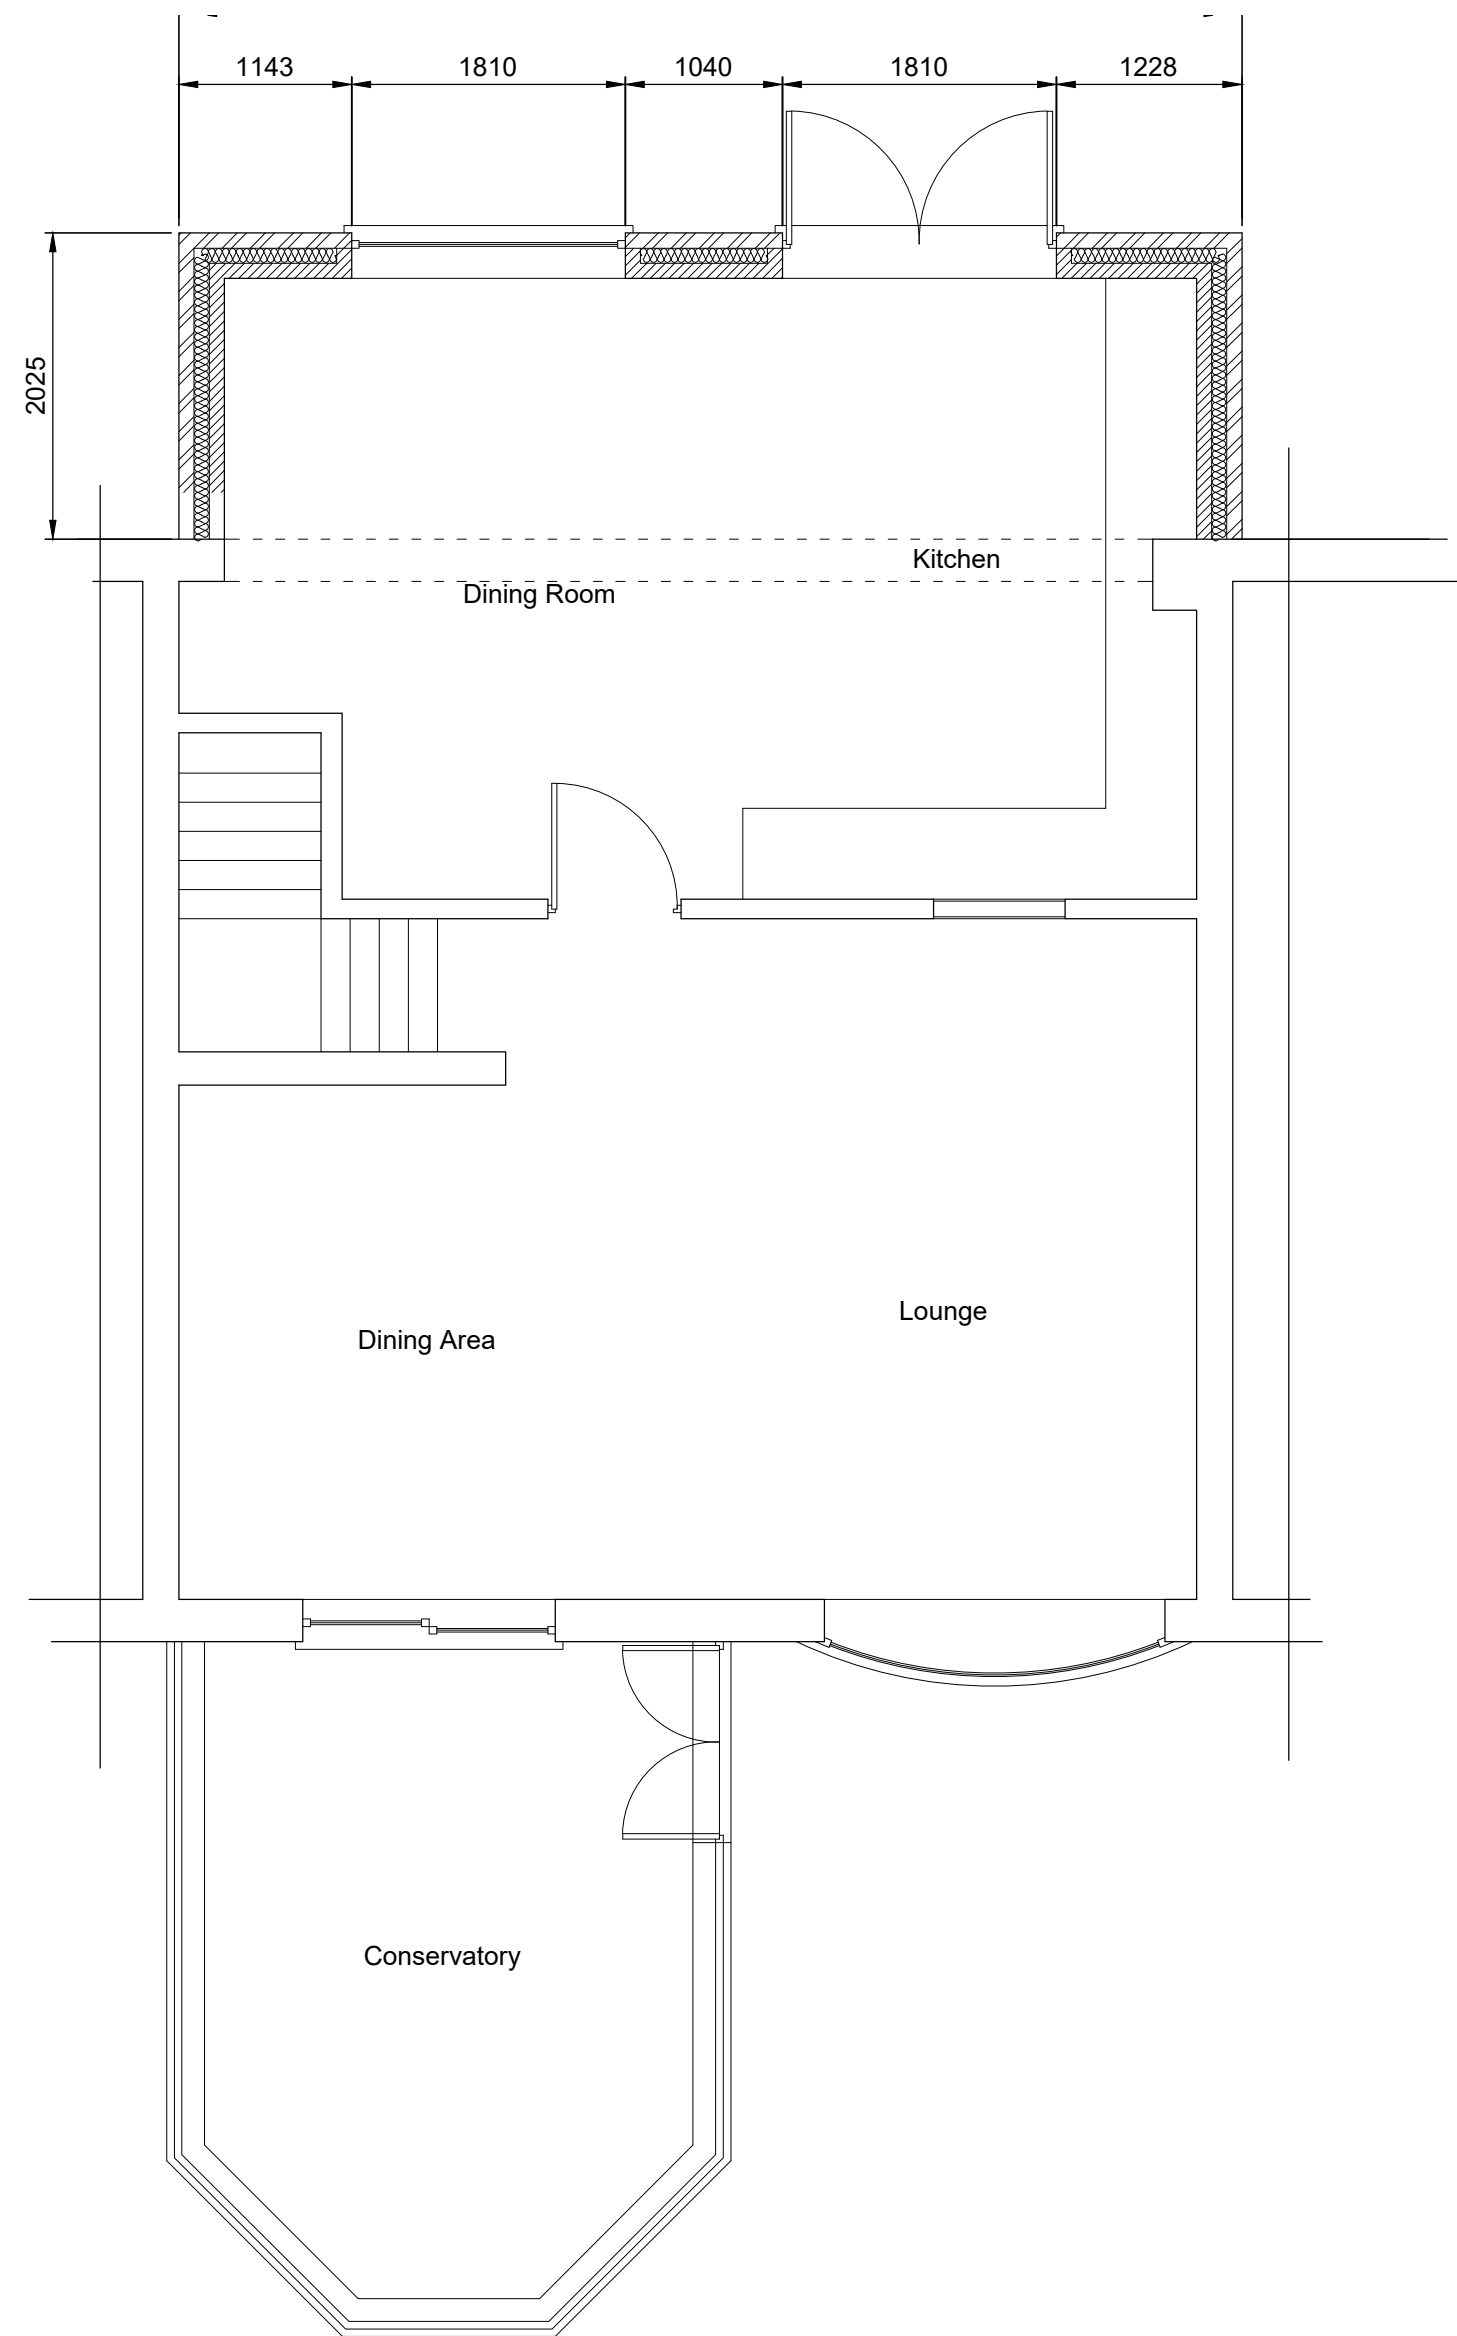 1143
1810
1040
1810
1228
2025
Kitchen
Dining Room
Lounge
Dining Area
Conservatory